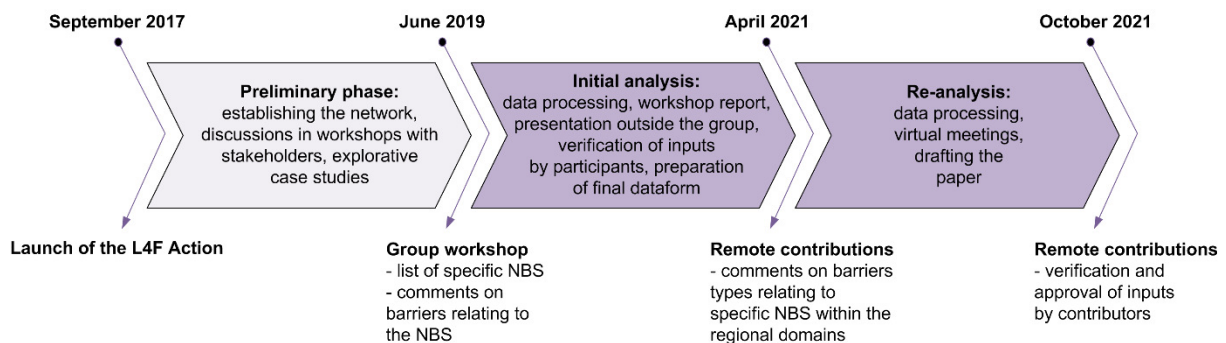 September 2017
June 2019
April 2021
October 2021
Preliminary phase:
establishing the network,
discussions in workshops with
stakeholders, explorative
case studies
Initial analysis:
data processing, workshop report,
presentation outside the group,
verification of inputs
by participants, preparation
of final dataform
Re-analysis:
data processing,
virtual meetings,
drafting the
paper
Launch of the L4F Action
Group workshop
- list of specific NBS
- comments on
barriers relating to
the NBS
Remote contributions
- comments on barriers
types relating to
specific NBS within the
regional domains
Remote contributions
- verification and
approval of inputs
by contributors